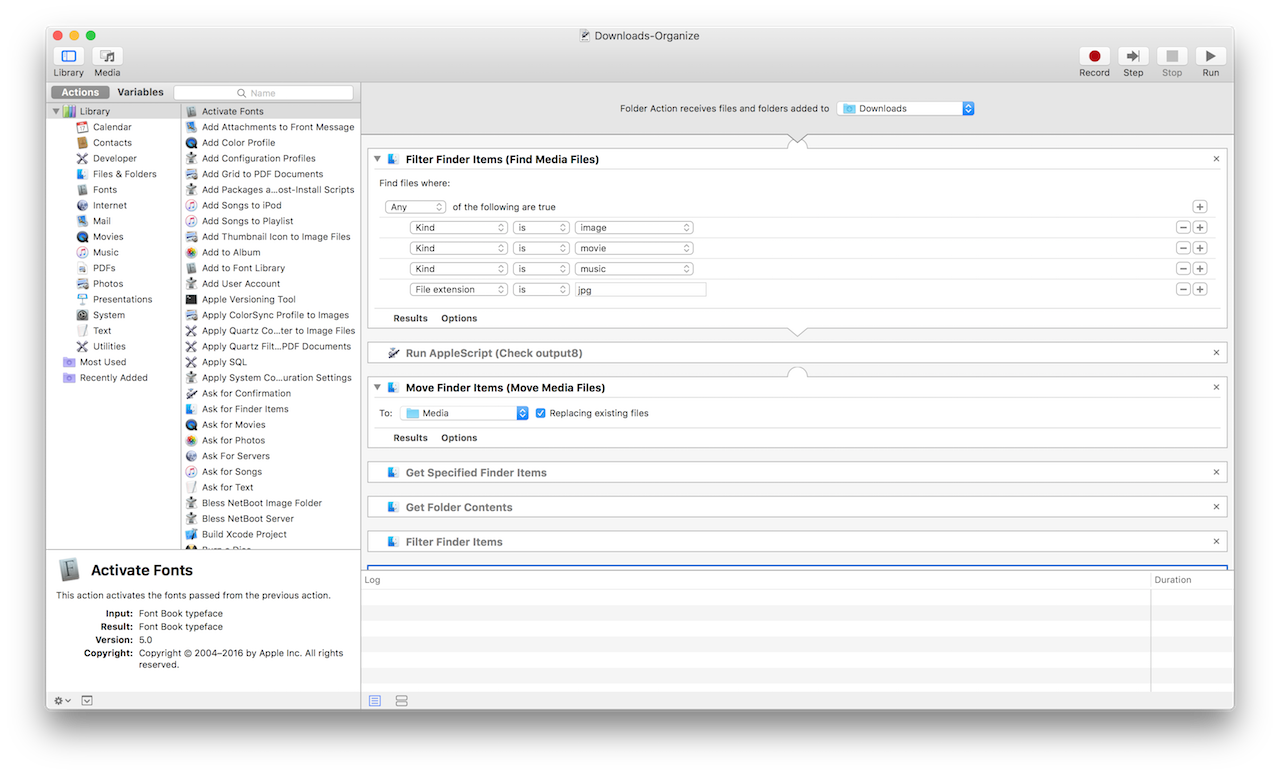 Downloads-Organize
Library
Media
Record
Step
Stop
Run
Actions
Variables
Name
Library
Calendar
Contacts
Developer
Files & Folders
Fonts
Internet
Mail
Movies
Music
PDFs
Photos
Presentations
System
Text
Utilities
Most Used
Recently Added
Activate Fonts
Add Attachments to Front Message
Add Color Profile
Add Configuration Profiles
Add Grid to PDF Documents
Add Packages a...ost-Install Scripts
Add Songs to iPod
Add Songs to Playlist
Add Thumbnail Icon to Image Files
Add to Album
Add to Font Library
Add User Account
Apple Versioning Tool
Apply ColorSync Profile to Images
Apply Quartz Co...ter to Image Files
Apply Quartz Filt...PDF Documents
Apply SQL
Apply System Co...uration Settings
Ask for Confirmation
Ask for Finder Items
Ask for Movies
Ask for Photos
Ask For Servers
Ask for Songs
Ask for Text
Bless NetBoot Image Folder
Bless NetBoot Server
Build Xcode Project
Activate Fonts
This action activates the fonts passed from the previous action.
Input: Font Book typeface
Result: Font Book typeface
Version: 5.0
Copyright: Copyright © 2004–2016 by Apple Inc. All rights
reserved.
Folder Action receives files and folders added to Downloads
Filter Finder Items (Find Media Files)
Find files where:
Any of the following are true
Kind is image
Kind is movie
Kind is music
File extension is jpg
Results Options
Run AppleScript (Check output8)
Move Finder Items (Move Media Files)
To: Media Replacing existing files
Results Options
Get Specified Finder Items
Get Folder Contents
Filter Finder Items
Log Duration